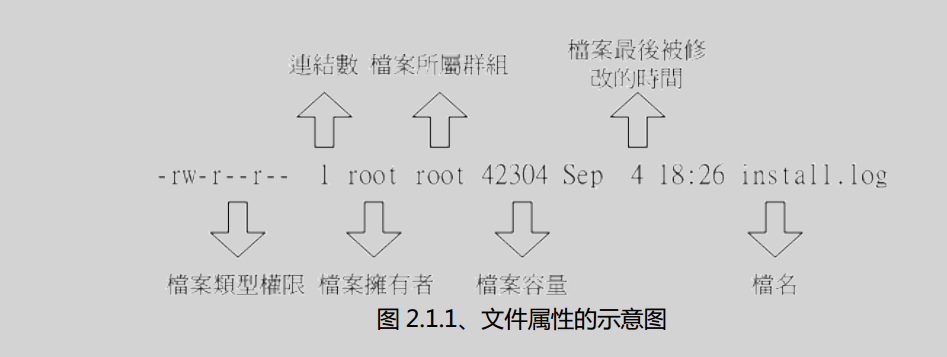 檔案最後被修
連結數 檔案所屬群組 改的時間
-rw-r--r-- 1 root root 42304 Sep 4 18:26 install.log
檔案類型權限 檔案擁有者 檔案容量 檔名
图 2.1.1、文件属性的示意图